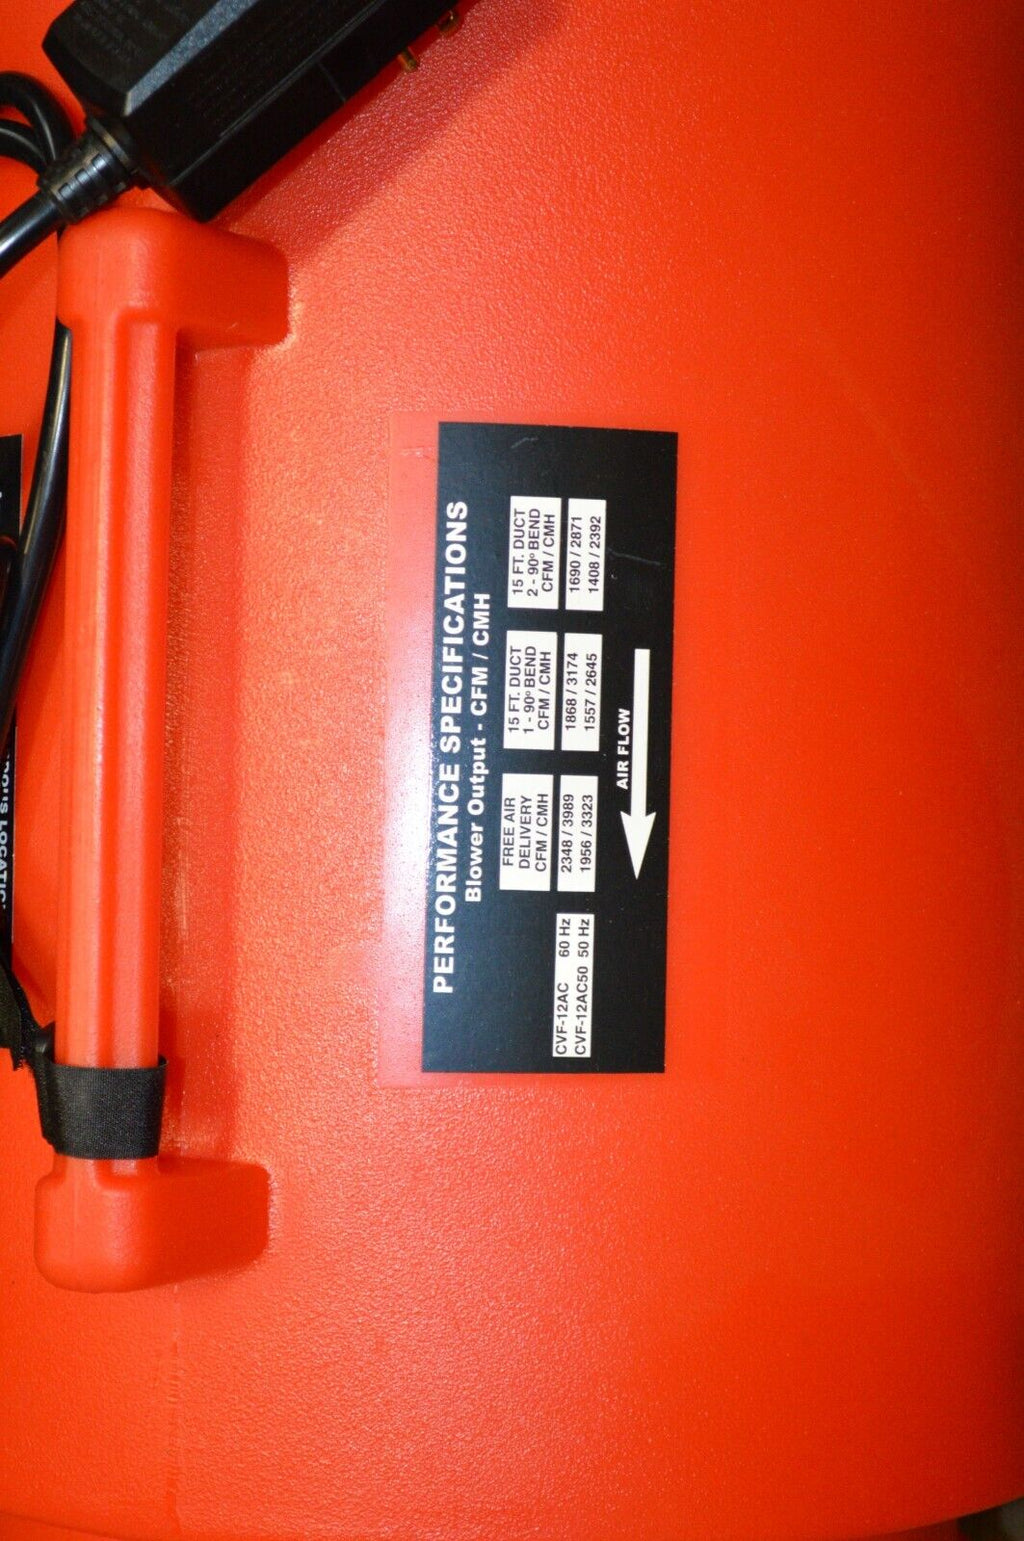 PERFORMANCE SPECIFICATIONS
Blower Output - CFM / CMH
FREE AIR
DELIVERY
CFM / CMH
15 FT. DUCT
1 - 90º BEND
CFM / CMH
15 FT. DUCT
2 - 90º BEND
CFM / CMH
CVF-12AC 60 Hz
2348 / 3989
1868 / 3174
1690 / 2871
CVF-12AC50 50 Hz
1956 / 3323
1557 / 2645
1408 / 2392
AIR FLOW